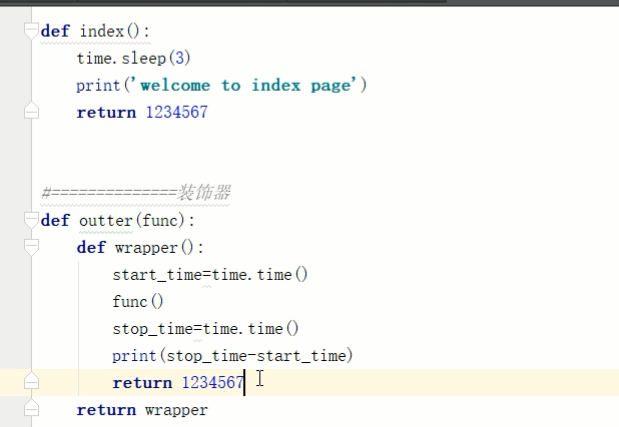 def index():
    time.sleep(3)
    print('welcome to index page')
    return 1234567
#==============装饰器
def outter(func):
    def wrapper():
        start_time=time.time()
        func()
        stop_time=time.time()
        print(stop_time-start_time)
        return 1234567
    return wrapper